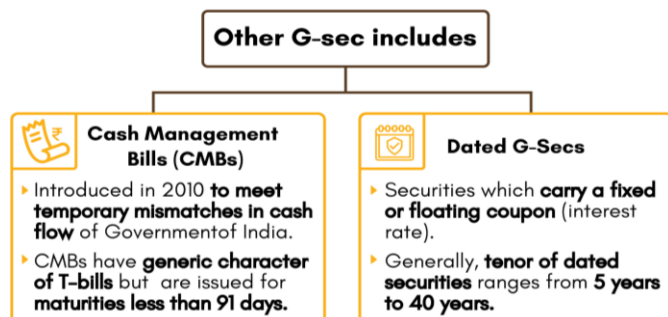 Other G-sec includes
₹
Cash Management
Bills (CMBs)
Introduced in 2010 to meet
temporary mismatches in cash
flow of Governmentof India.
CMBs have generic character
of T-bills but are issued for
maturities less than 91 days.
Dated G-Secs
Securities which carry a fixed
or floating coupon (interest
rate).
Generally, tenor of dated
securities ranges from 5 years
to 40 years.